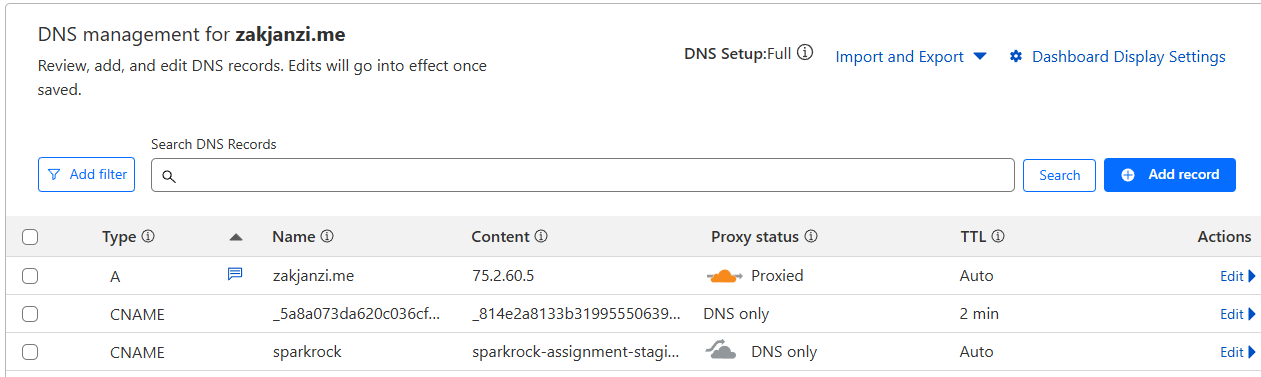 DNS management for zakjanzi.me
Review, add, and edit DNS records. Edits will go into effect once
saved.
DNS Setup:Full
Import and Export
Dashboard Display Settings
Search DNS Records
Add filter
Search
Add record
Type Name Content Proxy status TTL Actions
A zakjanzi.me 75.2.60.5 Proxied Auto Edit
CNAME _5a8a073da620c036cf... _814e2a8133b31995550639... DNS only 2 min Edit
CNAME sparkrock sparkrock-assignment-stagi... DNS only Auto Edit